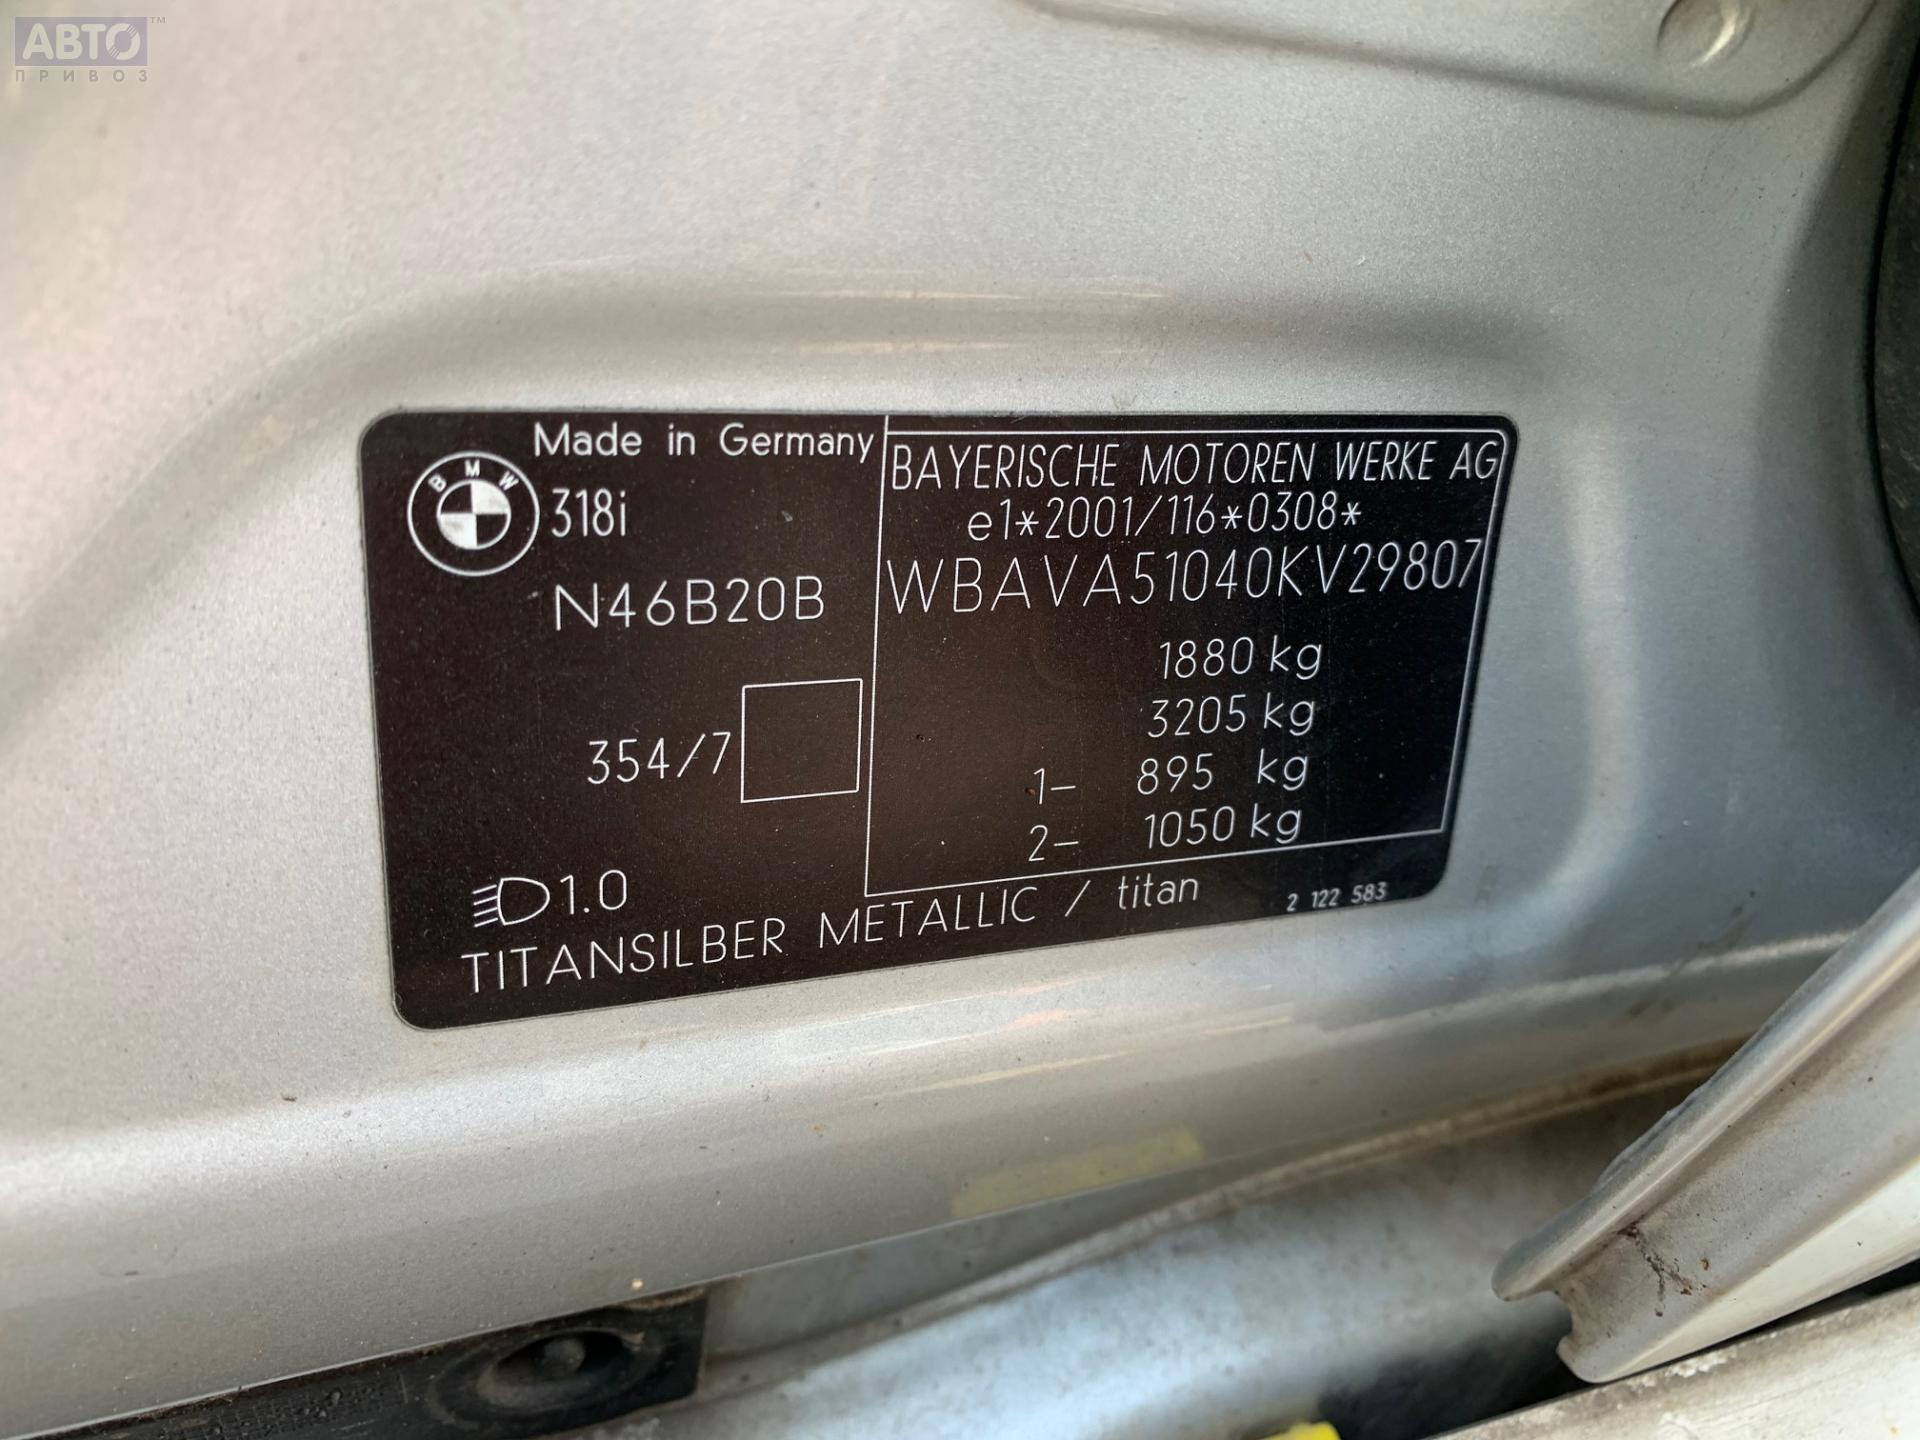 АВТО™
ПРИВОЗ
Made in Germany
BMW
318i
N46B20B
354/7
1.0
TITANSILBER METALLIC / titan
BAYERISCHE MOTOREN WERKE AG
e1*2001/116*0308*
WBAVA51040KV29807
1880 kg
3205 kg
1- 895 kg
2- 1050 kg
2 122 583